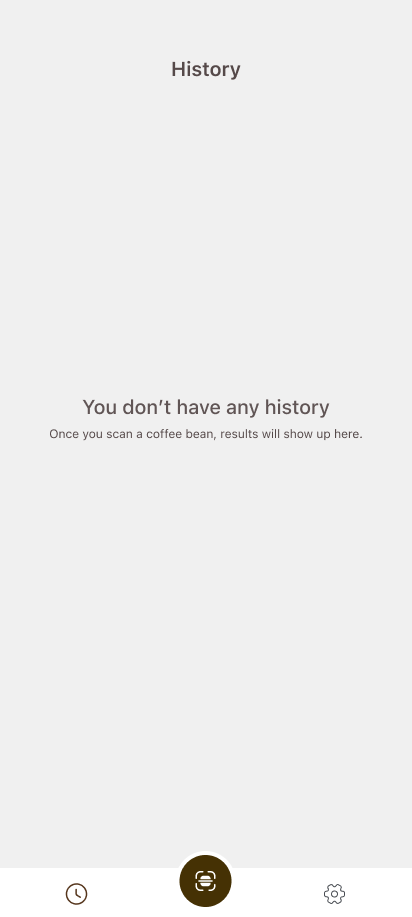 History
You don’t have any history
Once you scan a coffee bean, results will show up here.